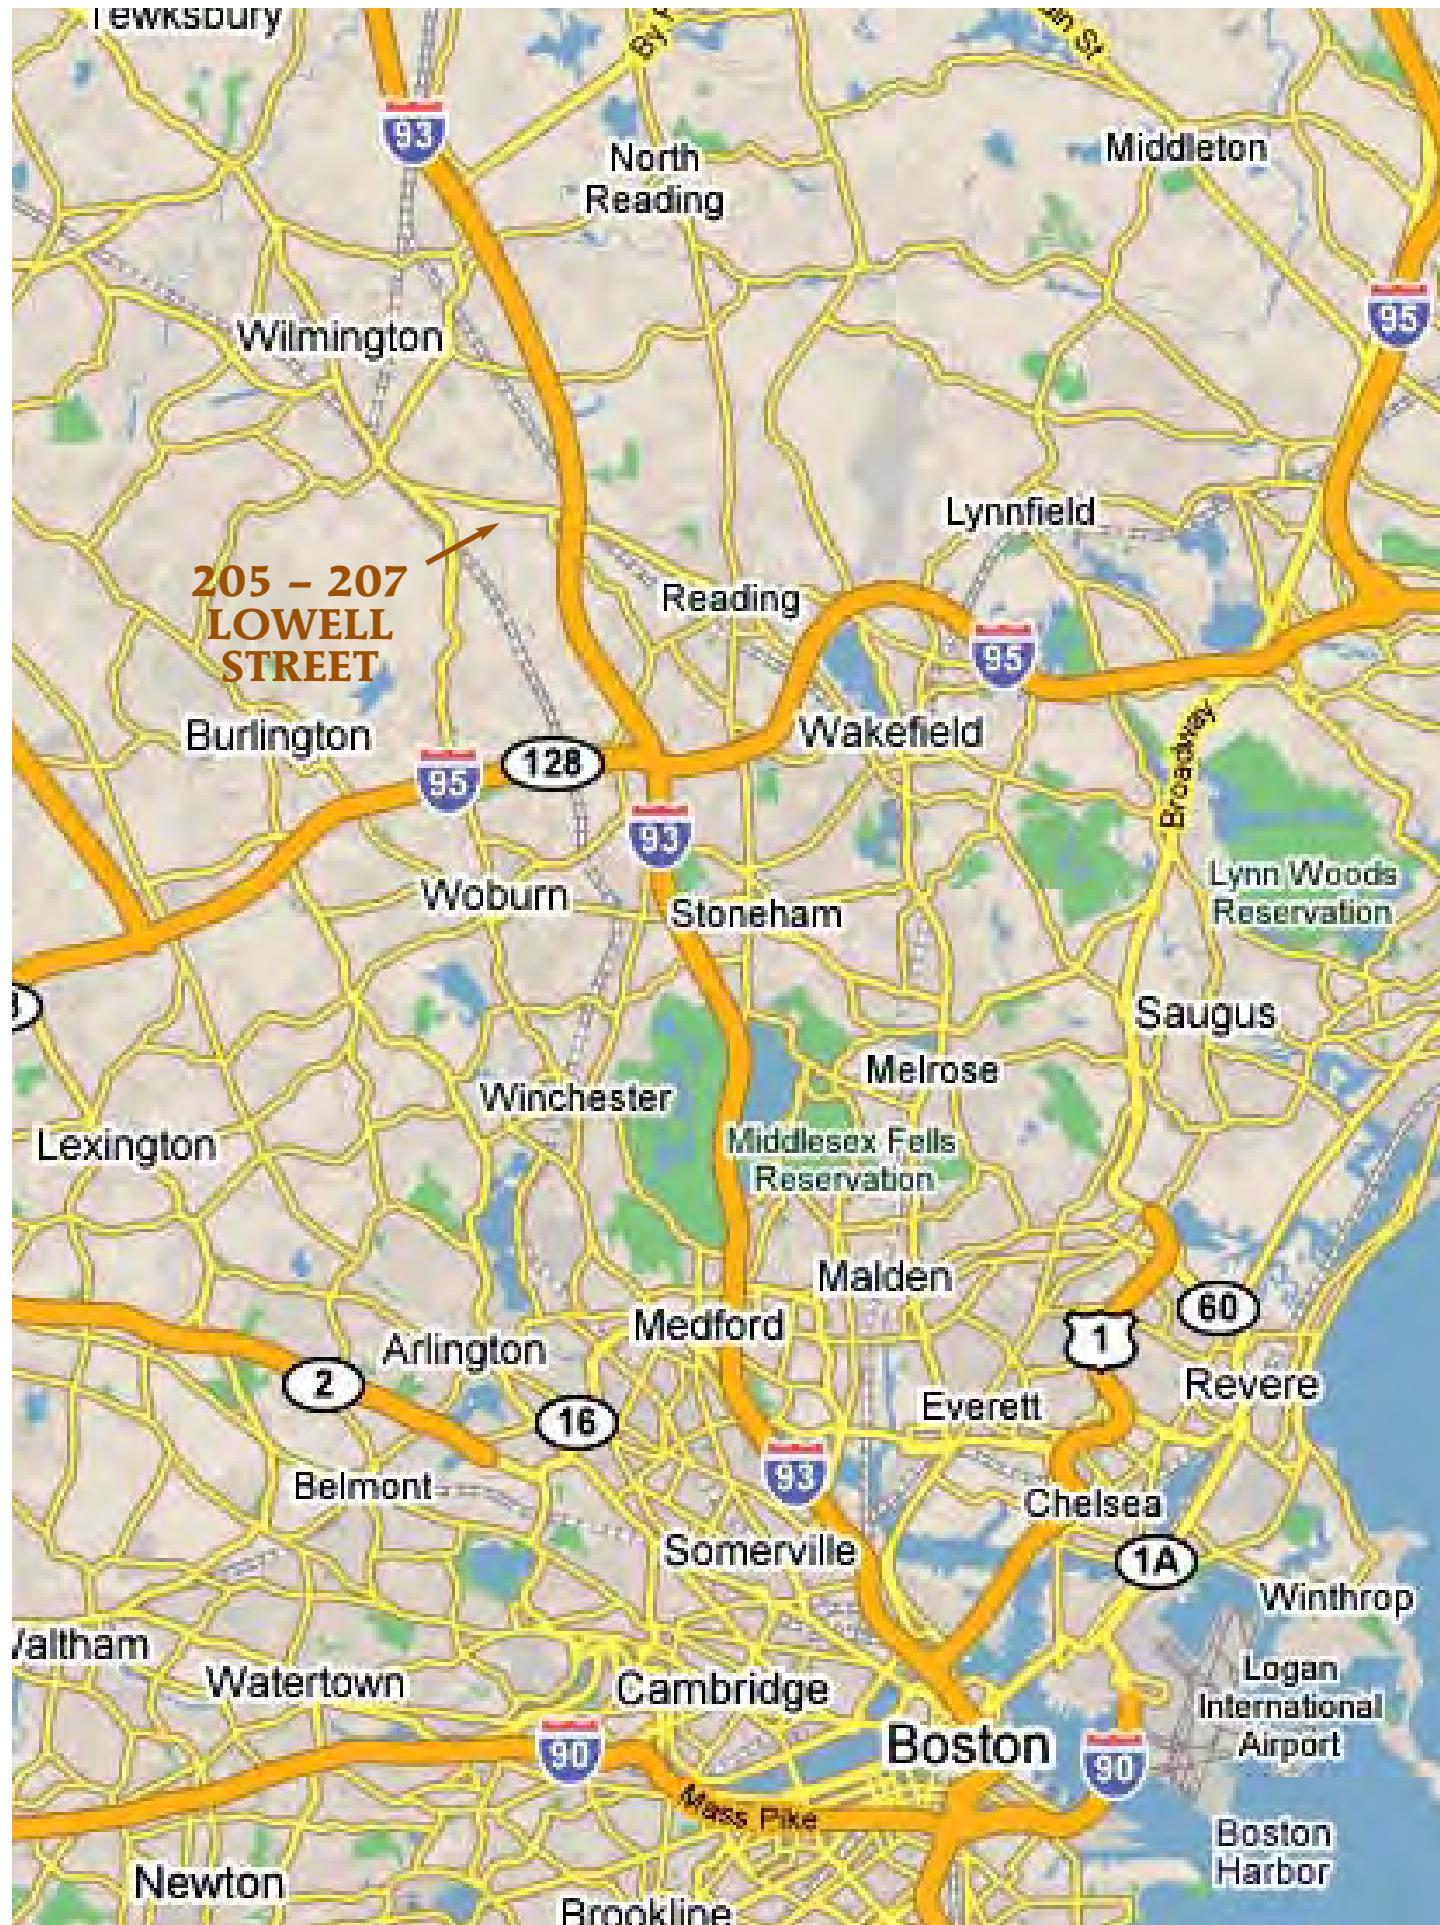 Tewksbury
93
North
Reading
Middleton
95
Wilmington
Lynnfield
205 – 207
LOWELL
STREET
Reading
95
Burlington
95
128
Wakefield
Broadway
93
Woburn
Stoneham
Lynn Woods
Reservation
Saugus
Melrose
Winchester
Lexington
Middlesex Fells
Reservation
Malden
60
Medford
1
Arlington
2
Revere
16
Everett
93
Belmont
Chelsea
Somerville
1A
Winthrop
Waltham
Watertown
Cambridge
Logan
International
Airport
90
Boston
90
Mass Pike
Boston
Harbor
Newton
Brookline